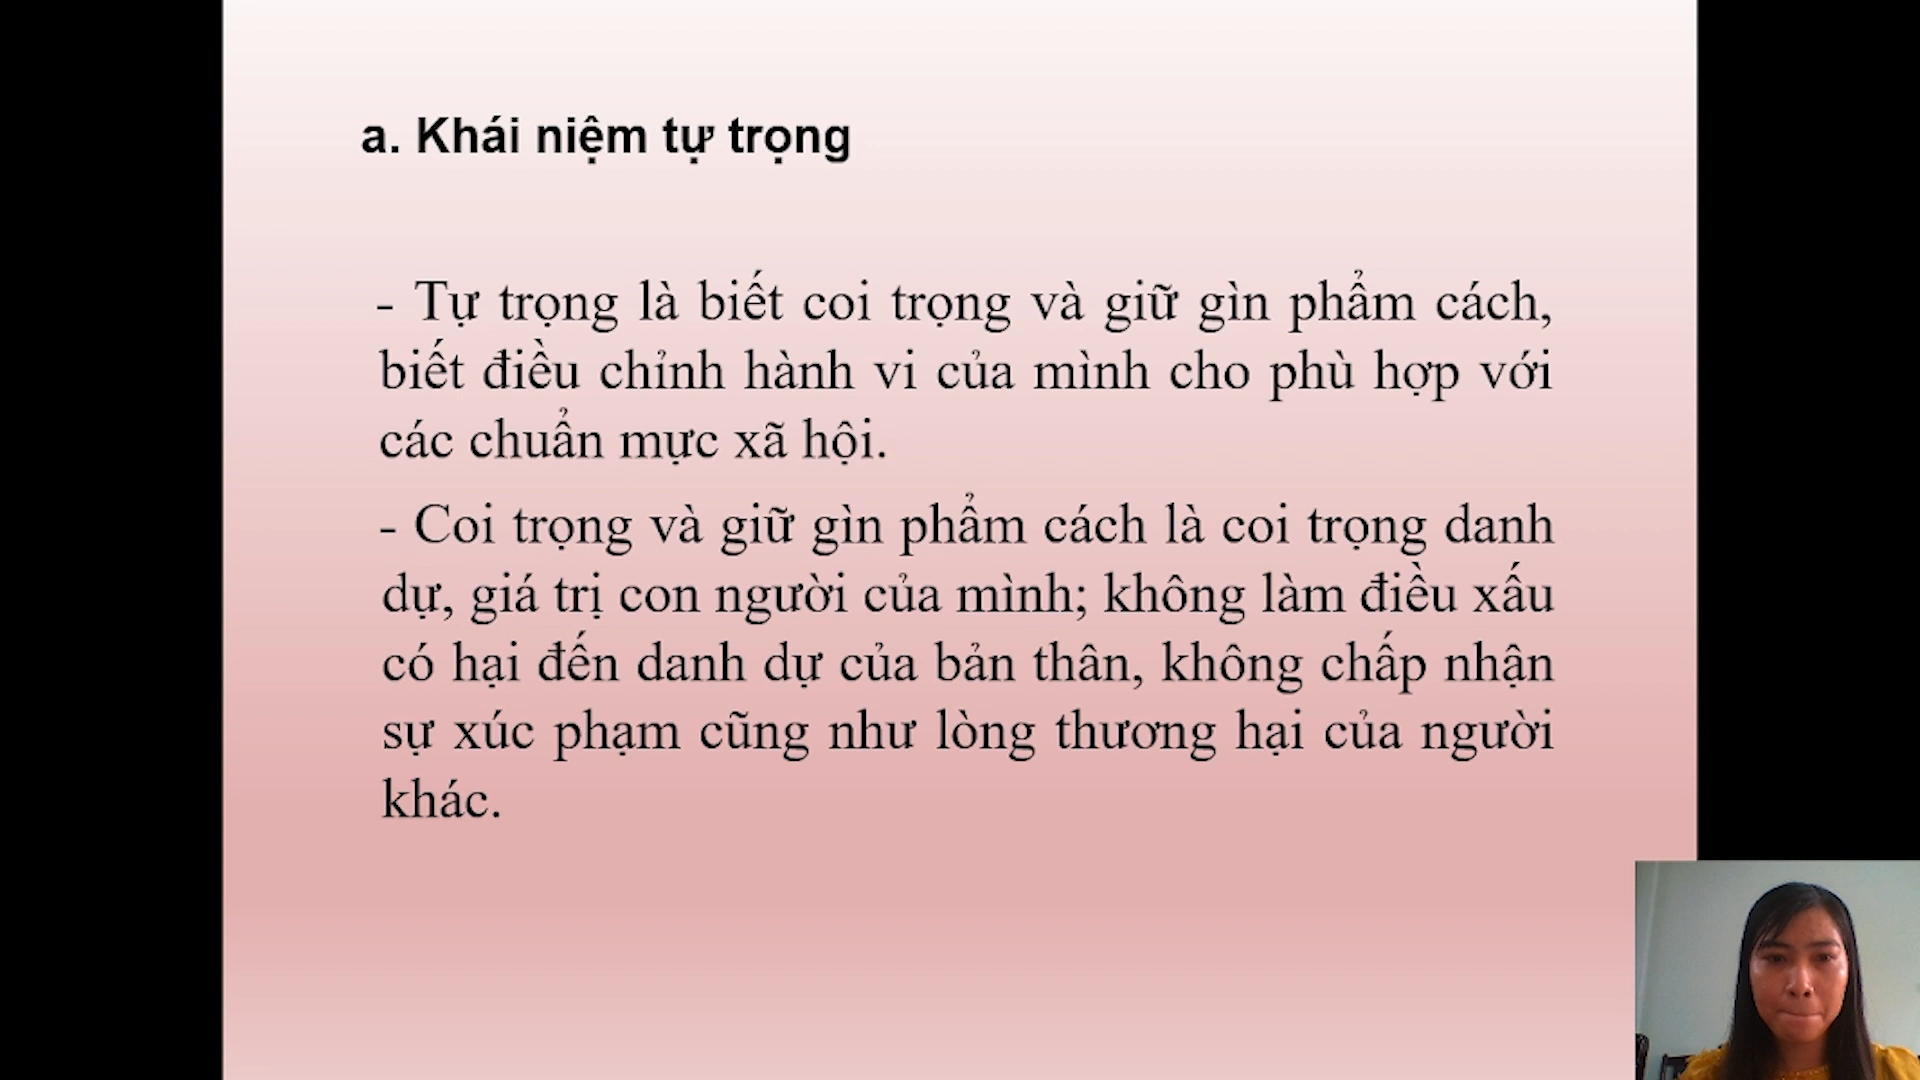 a. Khái niệm tự trọng
- Tự trọng là biết coi trọng và giữ gìn phẩm cách,
biết điều chỉnh hành vi của mình cho phù hợp với
các chuẩn mực xã hội.
- Coi trọng và giữ gìn phẩm cách là coi trọng danh
dự, giá trị con người của mình; không làm điều xấu
có hại đến danh dự của bản thân, không chấp nhận
sự xúc phạm cũng như lòng thương hại của người
khác.